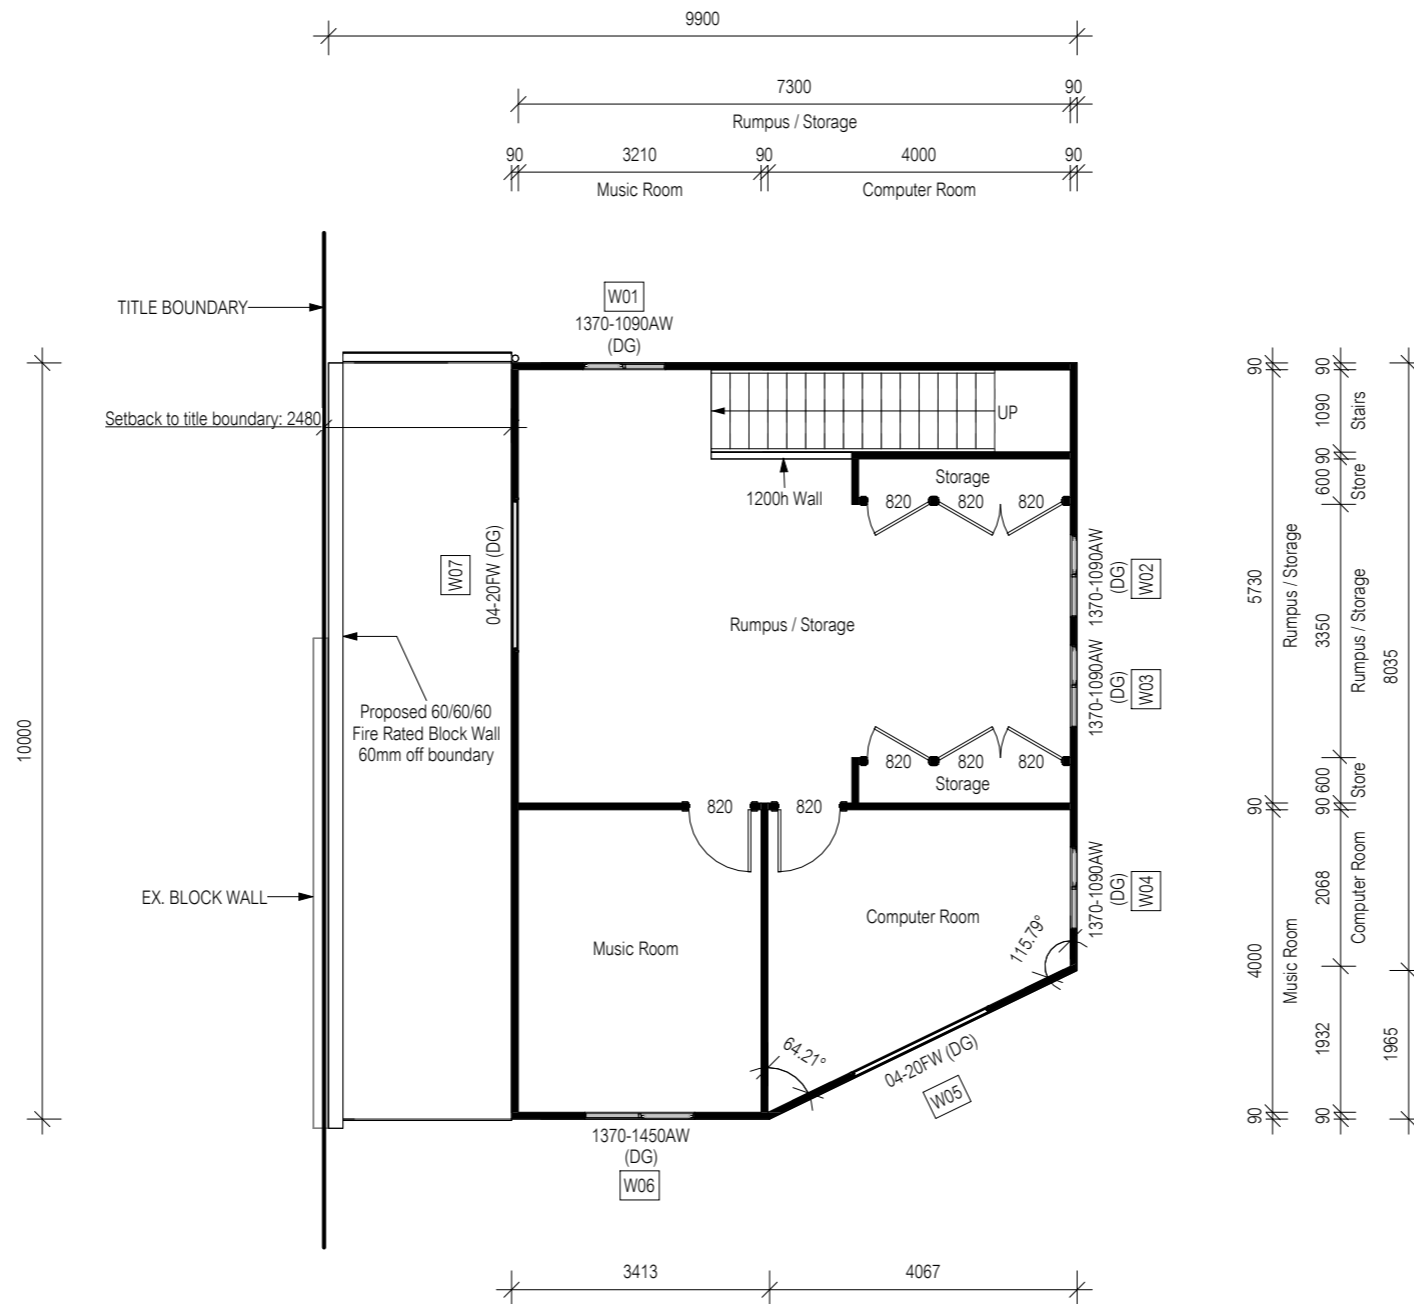 9900
7300
90
Rumpus / Storage
90
3210
90
4000
90
Music Room
Computer Room
TITLE BOUNDARY
W01
1370-1090AW
(DG)
Setback to title boundary: 2480
UP
1200h Wall
Storage
820
820
820
W07
04-20FW (DG)
1370-1090AW
(DG)
W02
Rumpus / Storage
1370-1090AW
(DG)
W03
Proposed 60/60/60
Fire Rated Block Wall
60mm off boundary
820
820
820
Storage
820
820
10000
EX. BLOCK WALL
Music Room
Computer Room
1370-1090AW
(DG)
W04
115.79°
64.21°
04-20FW (DG)
W05
1370-1450AW
(DG)
W06
90
5730
Rumpus / Storage
90
4000
Music Room
90
90
1090
Stairs
90
600
Store
3350
Rumpus / Storage
600
Store
90
2068
Computer Room
1932
90
8035
1965
3413
4067